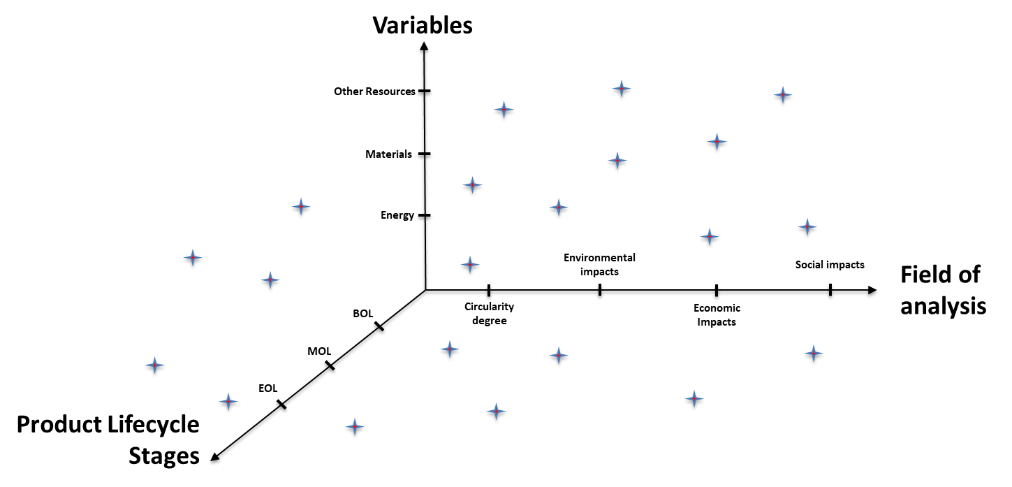 Variables
Other Resources
Materials
Energy
Environmental
impacts
Social impacts
Field of
analysis
Circularity
degree
Economic
Impacts
BOL
MOL
EOL
Product Lifecycle
Stages